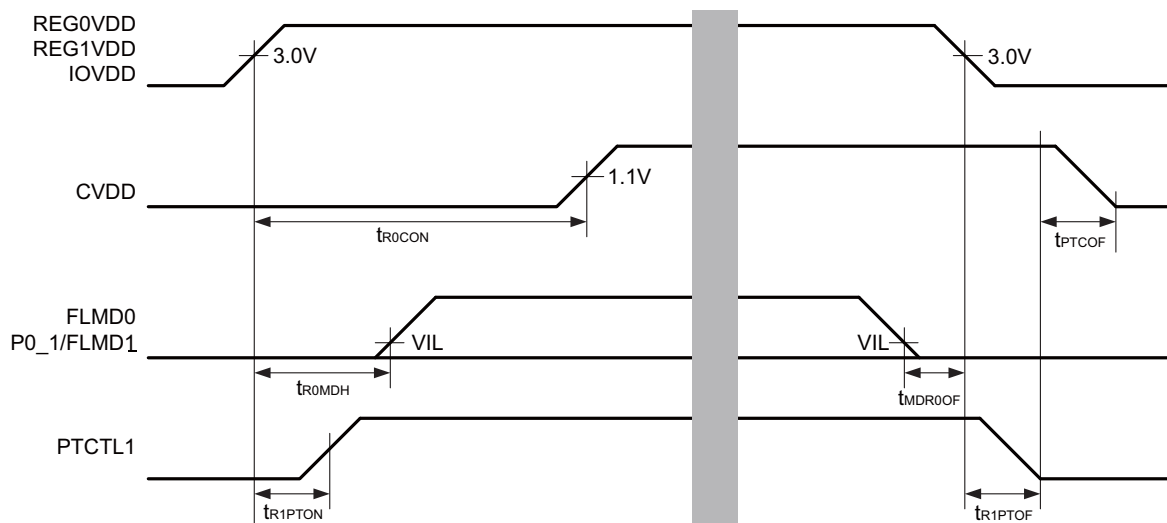 REG0VDD
REG1VDD
IOVDD
3.0V
3.0V
CVDD
1.1V
tR0CON
tPTCOF
FLMD0
P0_1/FLMD1
VIL
VIL
tR0MDH
tMDR0OF
PTCTL1
tR1PTON
tR1PTOF